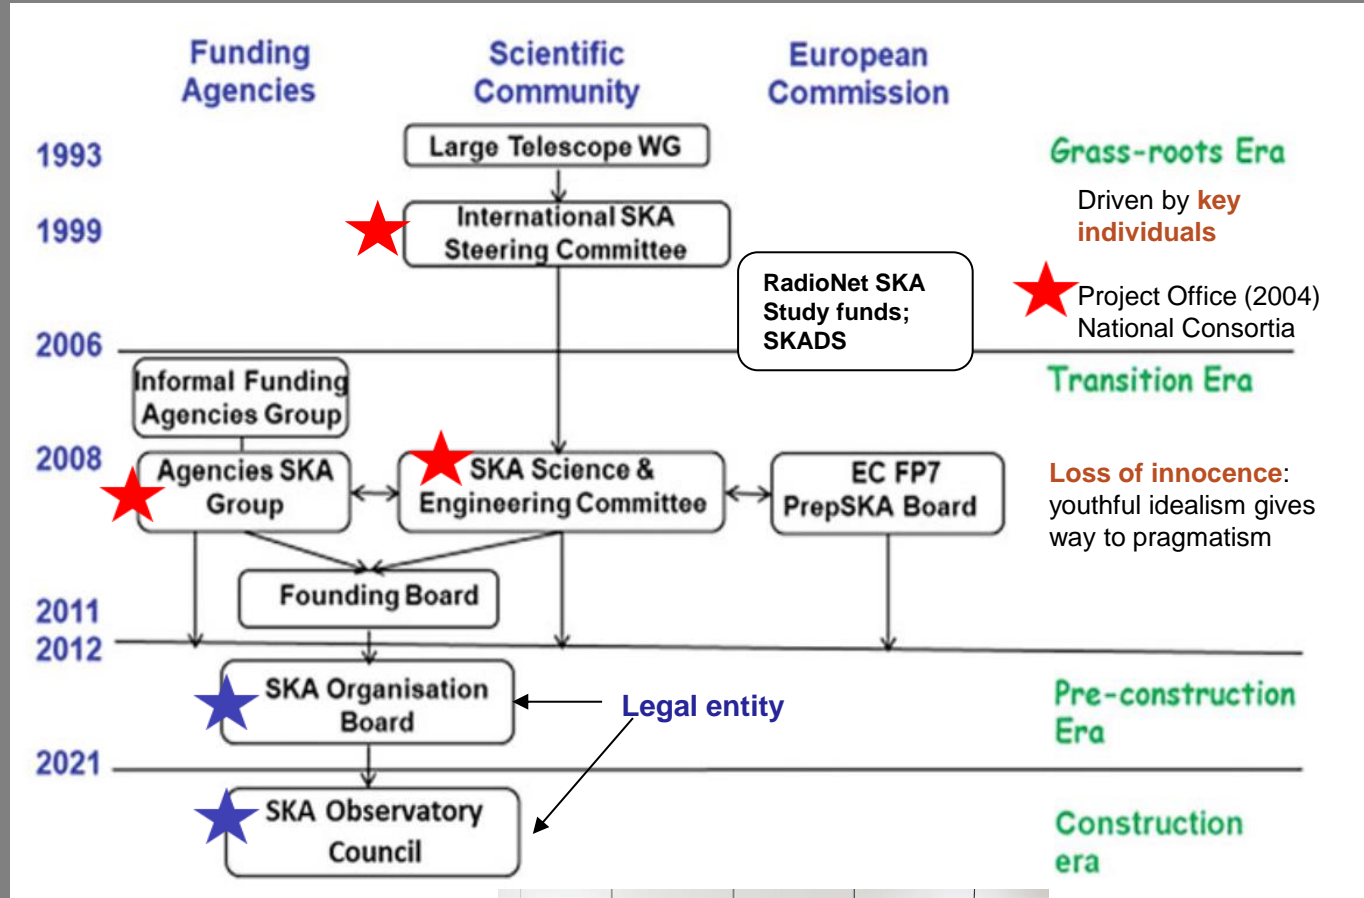 Funding
Agencies
Scientific
Community
European
Commission
1993
Large Telescope WG
Grass-roots Era
Driven by key
individuals
1999
International SKA
Steering Committee
RadioNet SKA
Study funds;
SKADS
Project Office (2004)
National Consortia
2006
Informal Funding
Agencies Group
Transition Era
2008
Agencies SKA
Group
SKA Science &
Engineering Committee
EC FP7
PrepSKA Board
Loss of innocence:
youthful idealism gives
way to pragmatism
Founding Board
2011
2012
SKA Organisation
Board
Legal entity
Pre-construction
Era
2021
SKA Observatory
Council
Construction
era